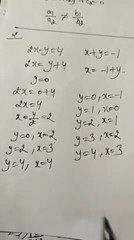 a1/a2 ≠ b1/b2
2x-y=4 x+y=-1
2x=y+4 x=-1+y
y=0
2x=0+4 y=0, x=-1
2x=4 y=1, x=0
x=4/2=2 y=2, x=1
y=0, x=2 y=3, x=2
y=2, x=3 y=4, x=3
y=4, x=4